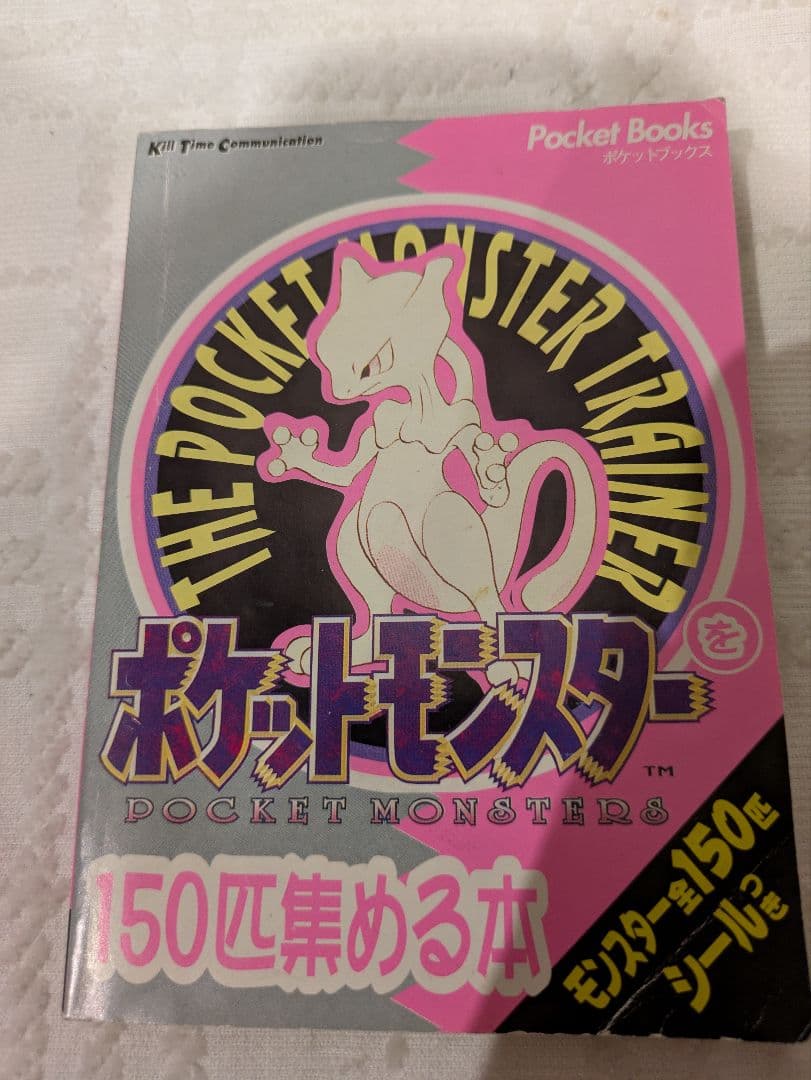 Kill Time Communication
Pocket Books
ポケットブックス
THE POCKET MONSTER TRAINER
ポケットモンスターを
TM
POCKET MONSTERS
150匹集める本
モンスター全150匹
シールつき